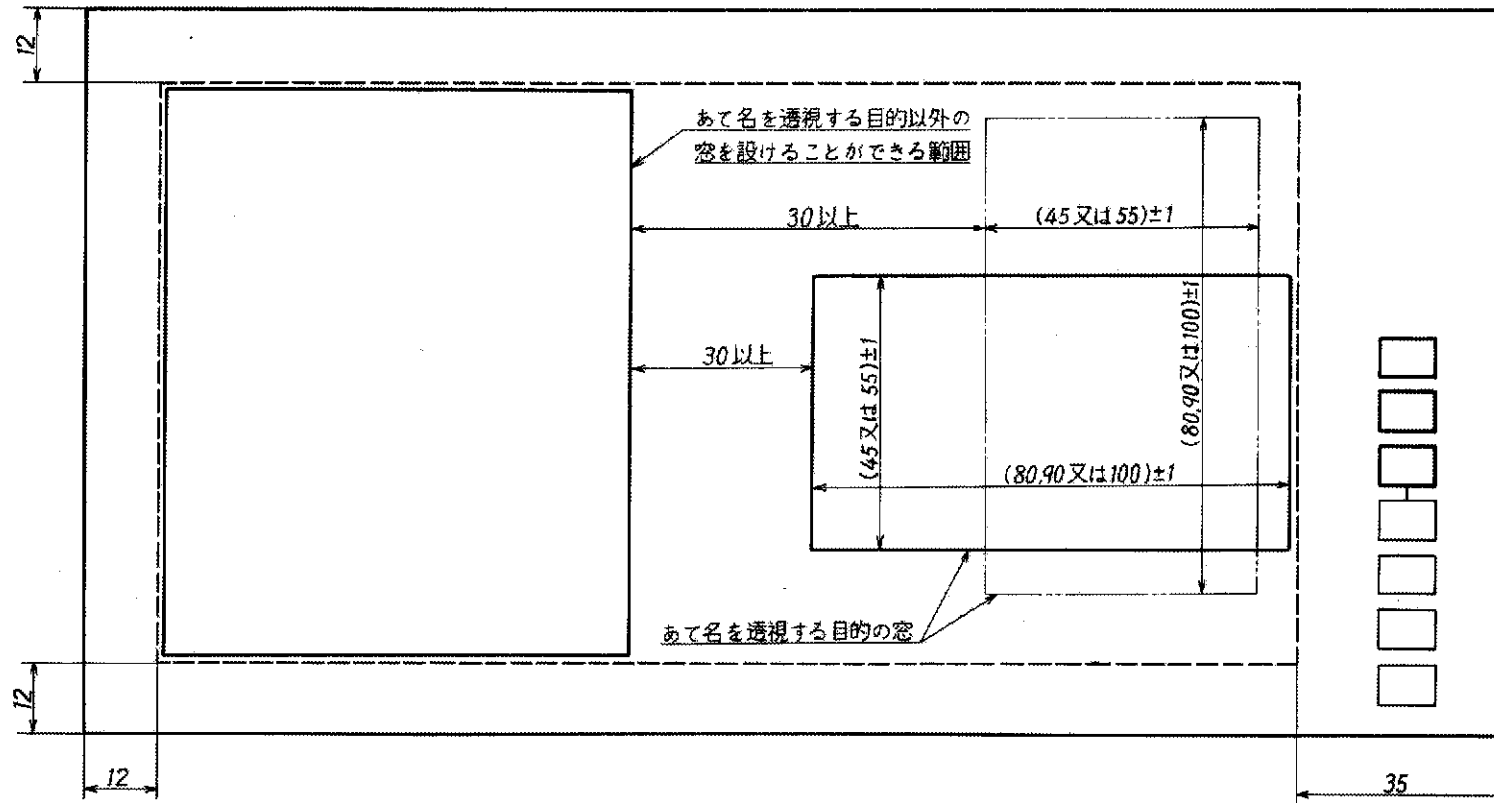 12
あて名を透視する目的以外の
窓を設けることができる範囲
30以上
(45又は55)±1
30以上
(45又は55)±1
(80,90又は100)±1
(80,90又は100)±1
あて名を透視する目的の窓
12
12
35